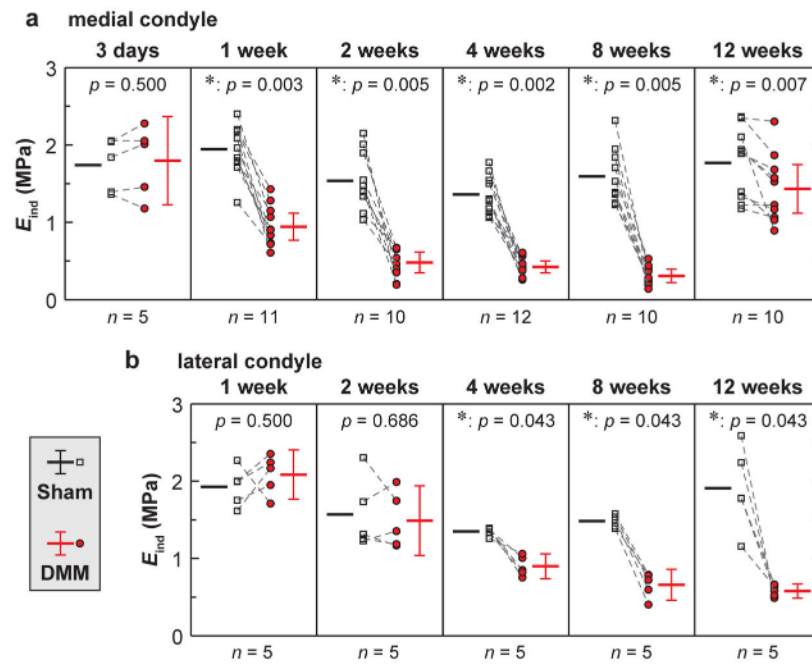 a medial condyle
3 days 1 week 2 weeks 4 weeks 8 weeks 12 weeks
p = 0.500 *: p = 0.003 *: p = 0.005 *: p = 0.002 *: p = 0.005 *: p = 0.007
3
2
1
0
E_ind (MPa)
n = 5 n = 11 n = 10 n = 12 n = 10 n = 10
b lateral condyle
1 week 2 weeks 4 weeks 8 weeks 12 weeks
p = 0.500 p = 0.686 *: p = 0.043 *: p = 0.043 *: p = 0.043
3
2
1
0
E_ind (MPa)
n = 5 n = 5 n = 5 n = 5 n = 5
Sham
DMM